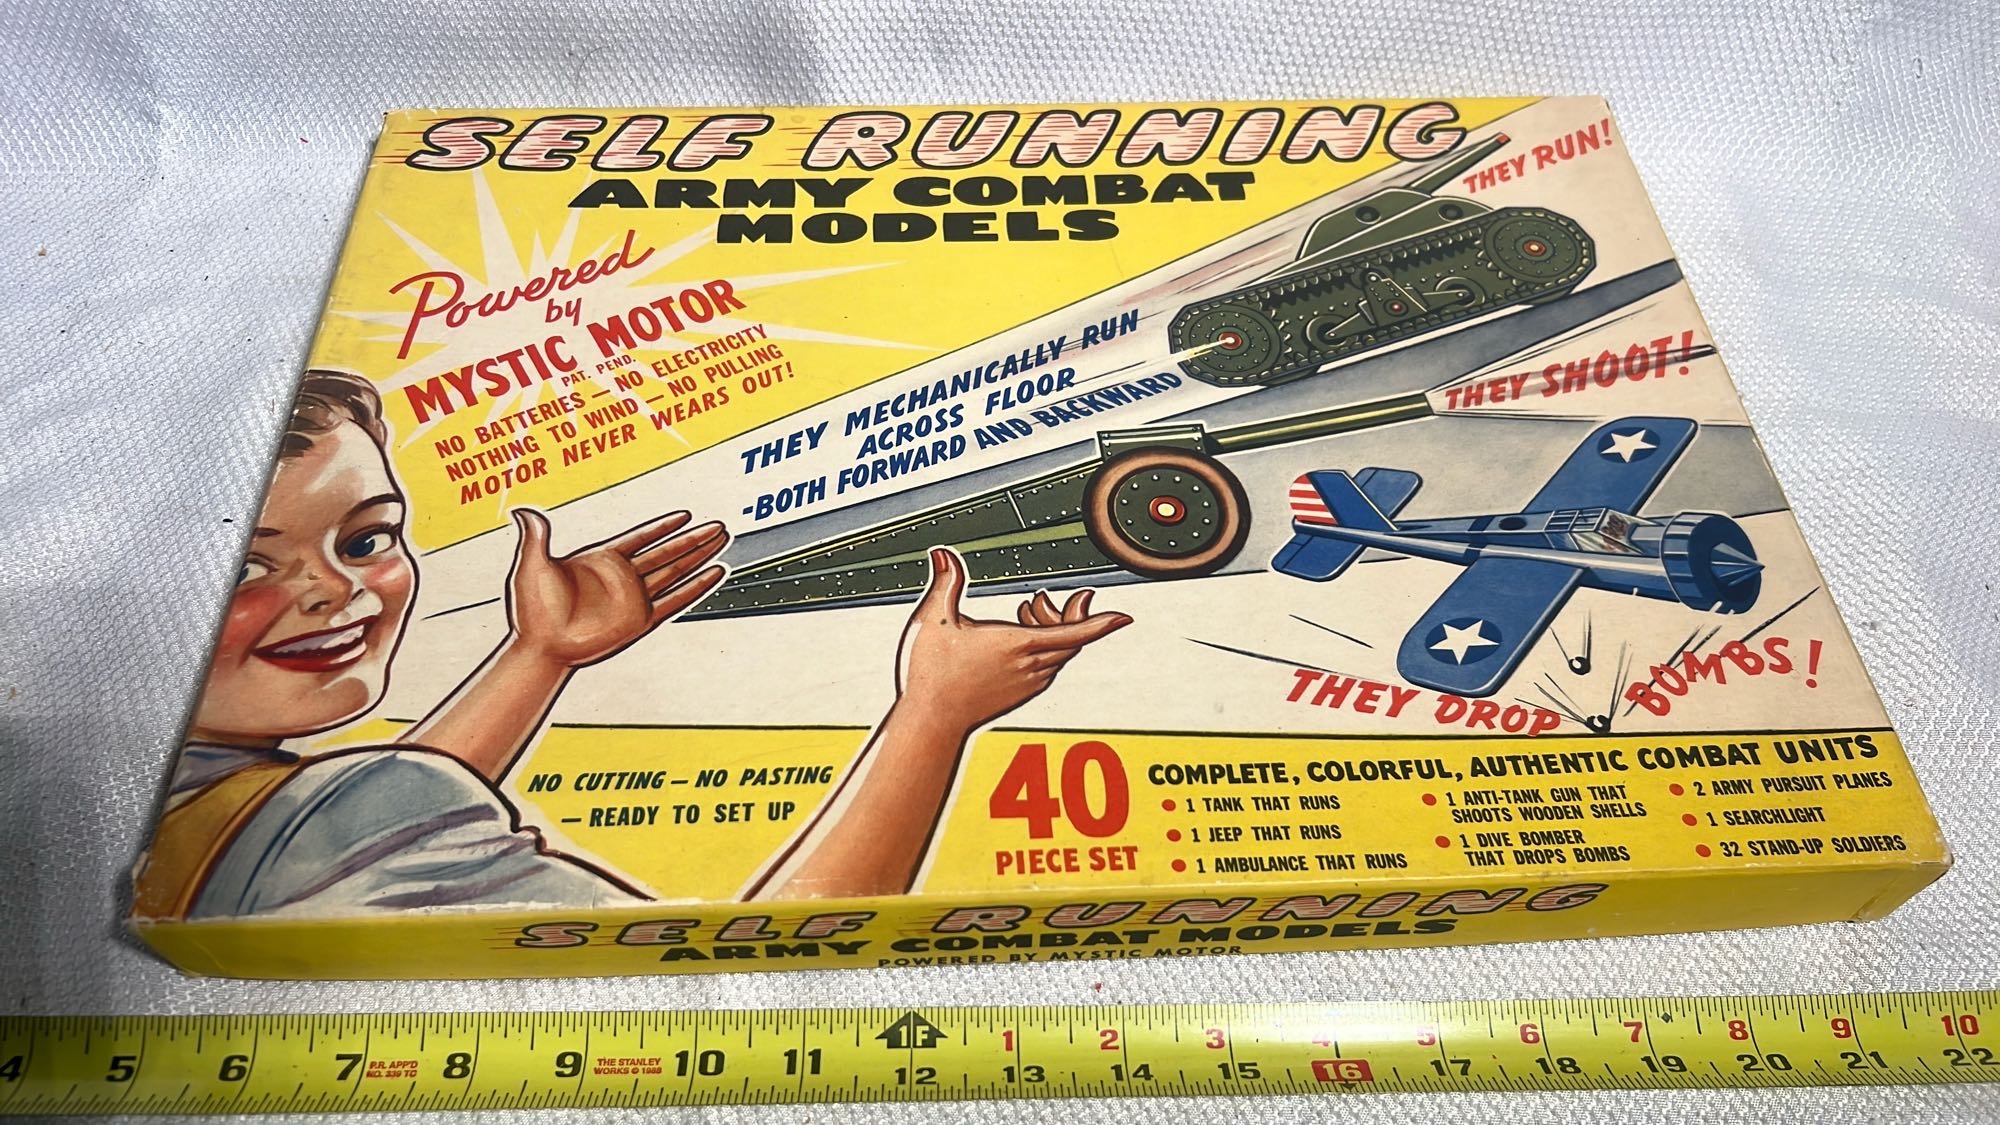 SELF RUNNING
ARMY COMBAT
MODELS
THEY RUN!
Powered
by
MYSTIC MOTOR
PAT. PEND.
NO BATTERIES – NO ELECTRICITY
NOTHING TO WIND – NO PULLING
MOTOR NEVER WEARS OUT!
THEY MECHANICALLY RUN
ACROSS FLOOR
-BOTH FORWARD AND BACKWARD
THEY SHOOT!
THEY DROP BOMBS!
NO CUTTING – NO PASTING
– READY TO SET UP
40
PIECE SET
COMPLETE, COLORFUL, AUTHENTIC COMBAT UNITS
• 1 TANK THAT RUNS
• 1 JEEP THAT RUNS
• 1 AMBULANCE THAT RUNS
• 1 ANTI-TANK GUN THAT
SHOOTS WOODEN SHELLS
• 1 DIVE BOMBER
THAT DROPS BOMBS
• 2 ARMY PURSUIT PLANES
• 1 SEARCHLIGHT
• 32 STAND-UP SOLDIERS
SELF RUNNING
ARMY COMBAT MODELS
POWERED BY MYSTIC MOTOR
1F 1 2 3 4 5 6 7 8 9 10
4 5 6 7 P.R. APP'D NO. 339 TC 8 9 THE STANLEY WORKS © 1988 10 11 12 13 14 15 16 17 18 19 20 21 22